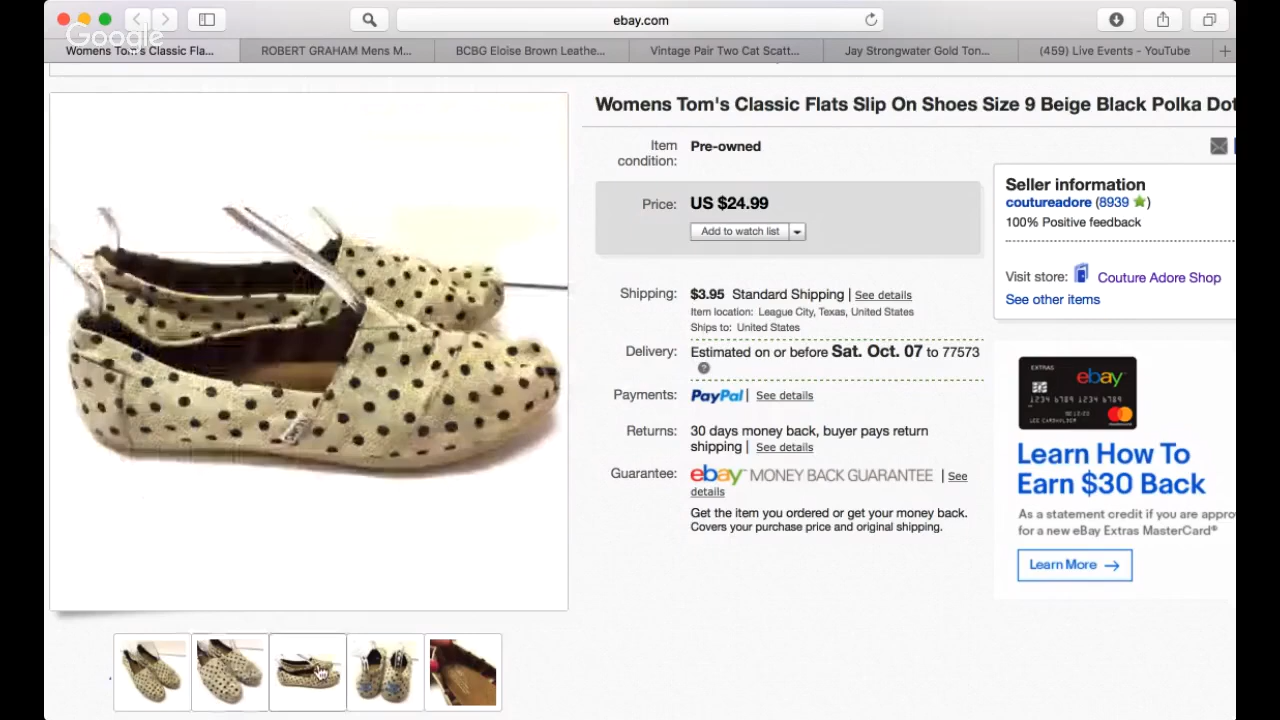 ebay.com
Google
Womens Tom's Classic Fla...
ROBERT GRAHAM Mens M...
BCBG Eloise Brown Leathe...
Vintage Pair Two Cat Scatt...
Jay Strongwater Gold Ton...
(459) Live Events - YouTube
Womens Tom's Classic Flats Slip On Shoes Size 9 Beige Black Polka Dot
Item condition: Pre-owned
Price: US $24.99
Add to watch list
Shipping: $3.95 Standard Shipping | See details
Item location: League City, Texas, United States
Ships to: United States
Delivery: Estimated on or before Sat. Oct. 07 to 77573
Payments: PayPal | See details
Returns: 30 days money back, buyer pays return
shipping | See details
Guarantee: ebay MONEY BACK GUARANTEE | See
details
Get the item you ordered or get your money back.
Covers your purchase price and original shipping.
Seller information
coutureadore (8939)
100% Positive feedback
Visit store: Couture Adore Shop
See other items
EXTRAS
ebay
1234 6789 1234 6789
LEE CARDHOLDER
Learn How To
Earn $30 Back
As a statement credit if you are appro
for a new eBay Extras MasterCard®
Learn More →